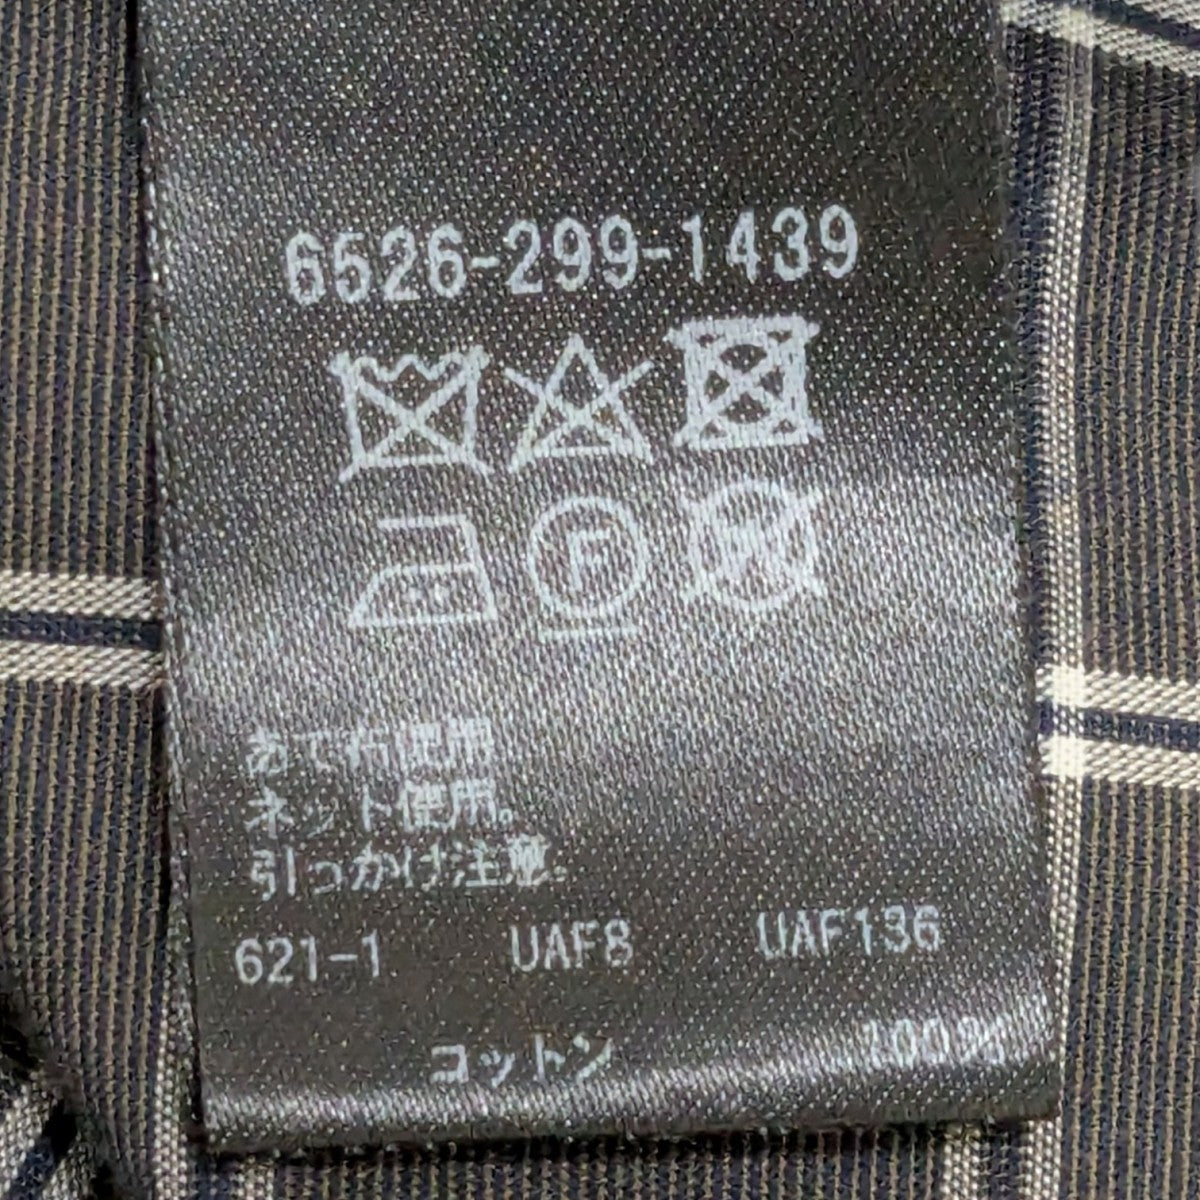 6526-299-1439
F
W
あて布使用
ネット使用。
引っかけ注意。
621-1 UAF8 UAF136
コットン 100%